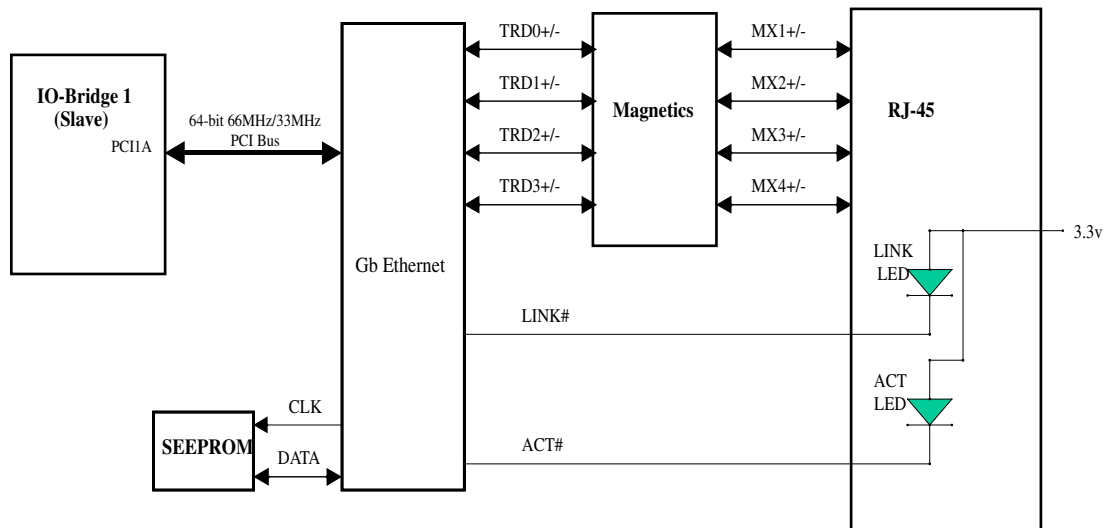 IO-Bridge 1
(Slave)
PCI1A
64-bit 66MHz/33MHz
PCI Bus
Gb Ethernet
TRD0+/-
TRD1+/-
TRD2+/-
TRD3+/-
Magnetics
MX1+/-
MX2+/-
MX3+/-
MX4+/-
RJ-45
3.3v
LINK
LED
LINK#
ACT
LED
ACT#
SEEPROM
CLK
DATA